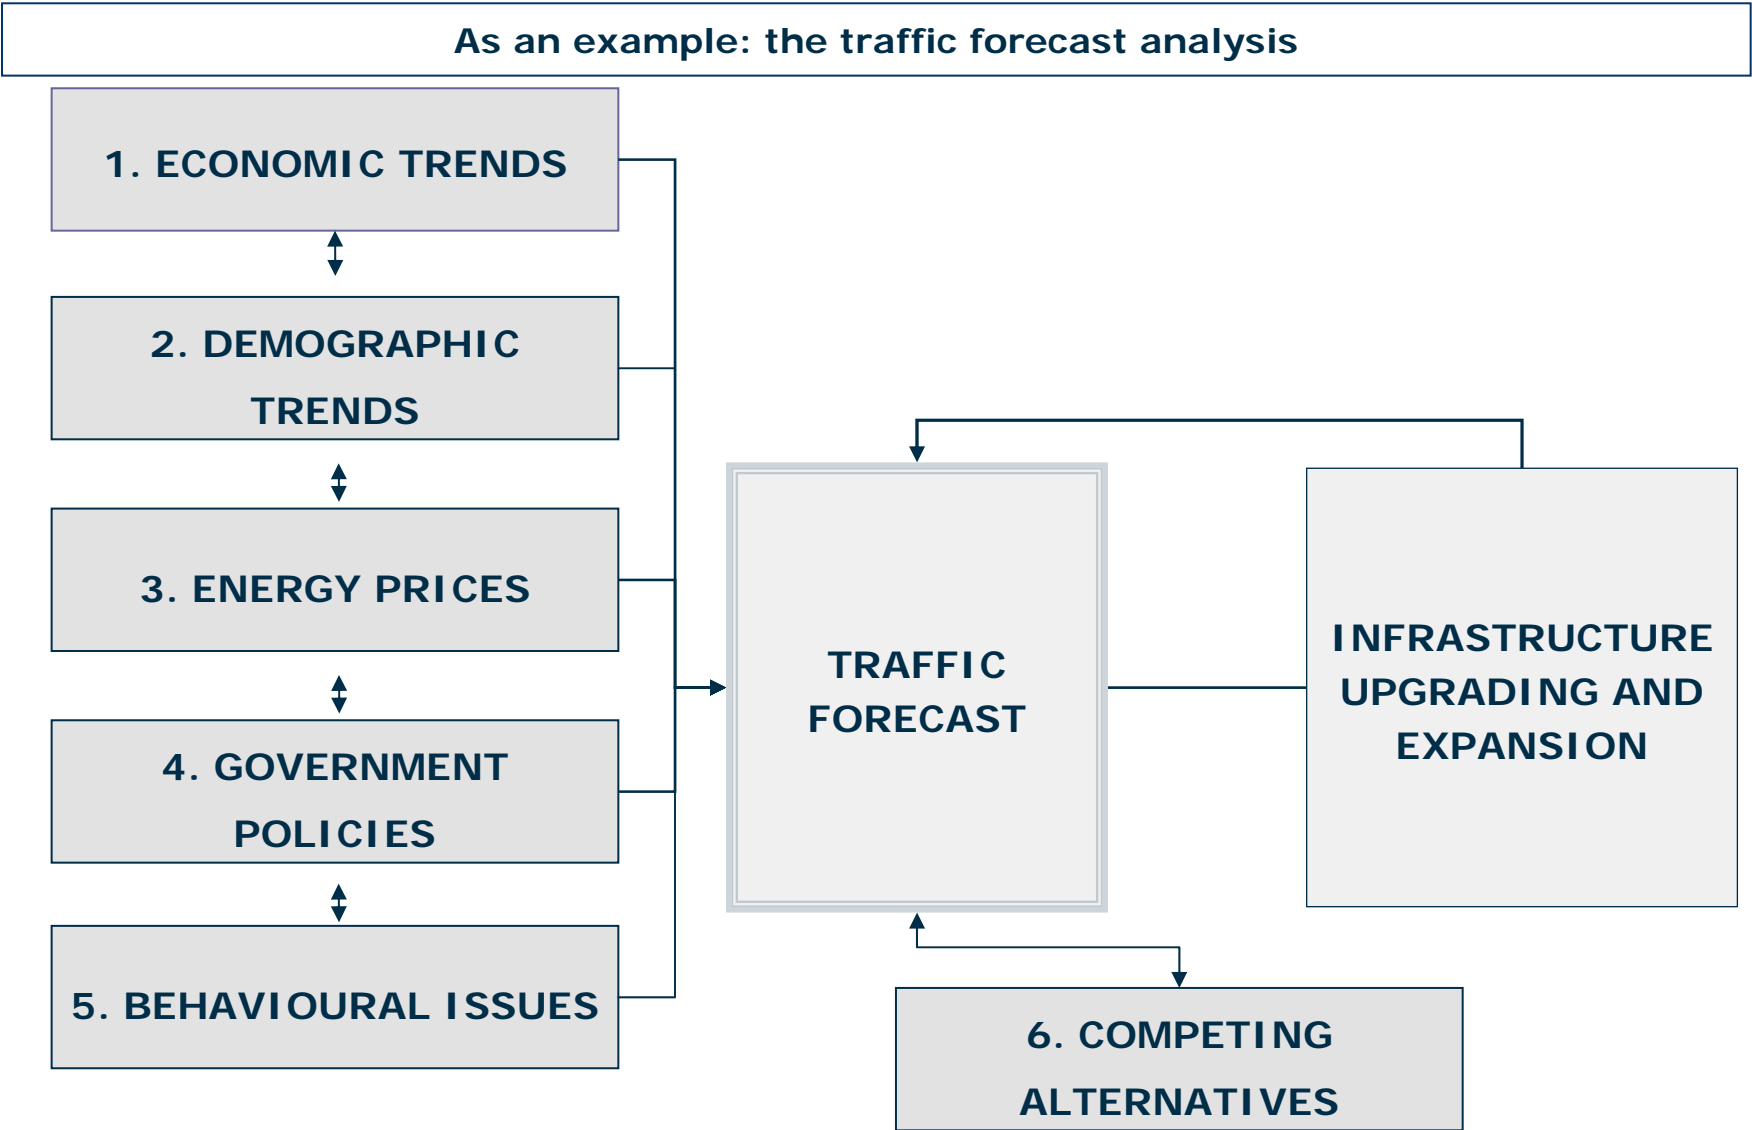 As an example: the traffic forecast analysis
1. ECONOMIC TRENDS
2. DEMOGRAPHIC
TRENDS
3. ENERGY PRICES
4. GOVERNMENT
POLICIES
5. BEHAVIOURAL ISSUES
TRAFFIC
FORECAST
INFRASTRUCTURE
UPGRADING AND
EXPANSION
6. COMPETING
ALTERNATIVES